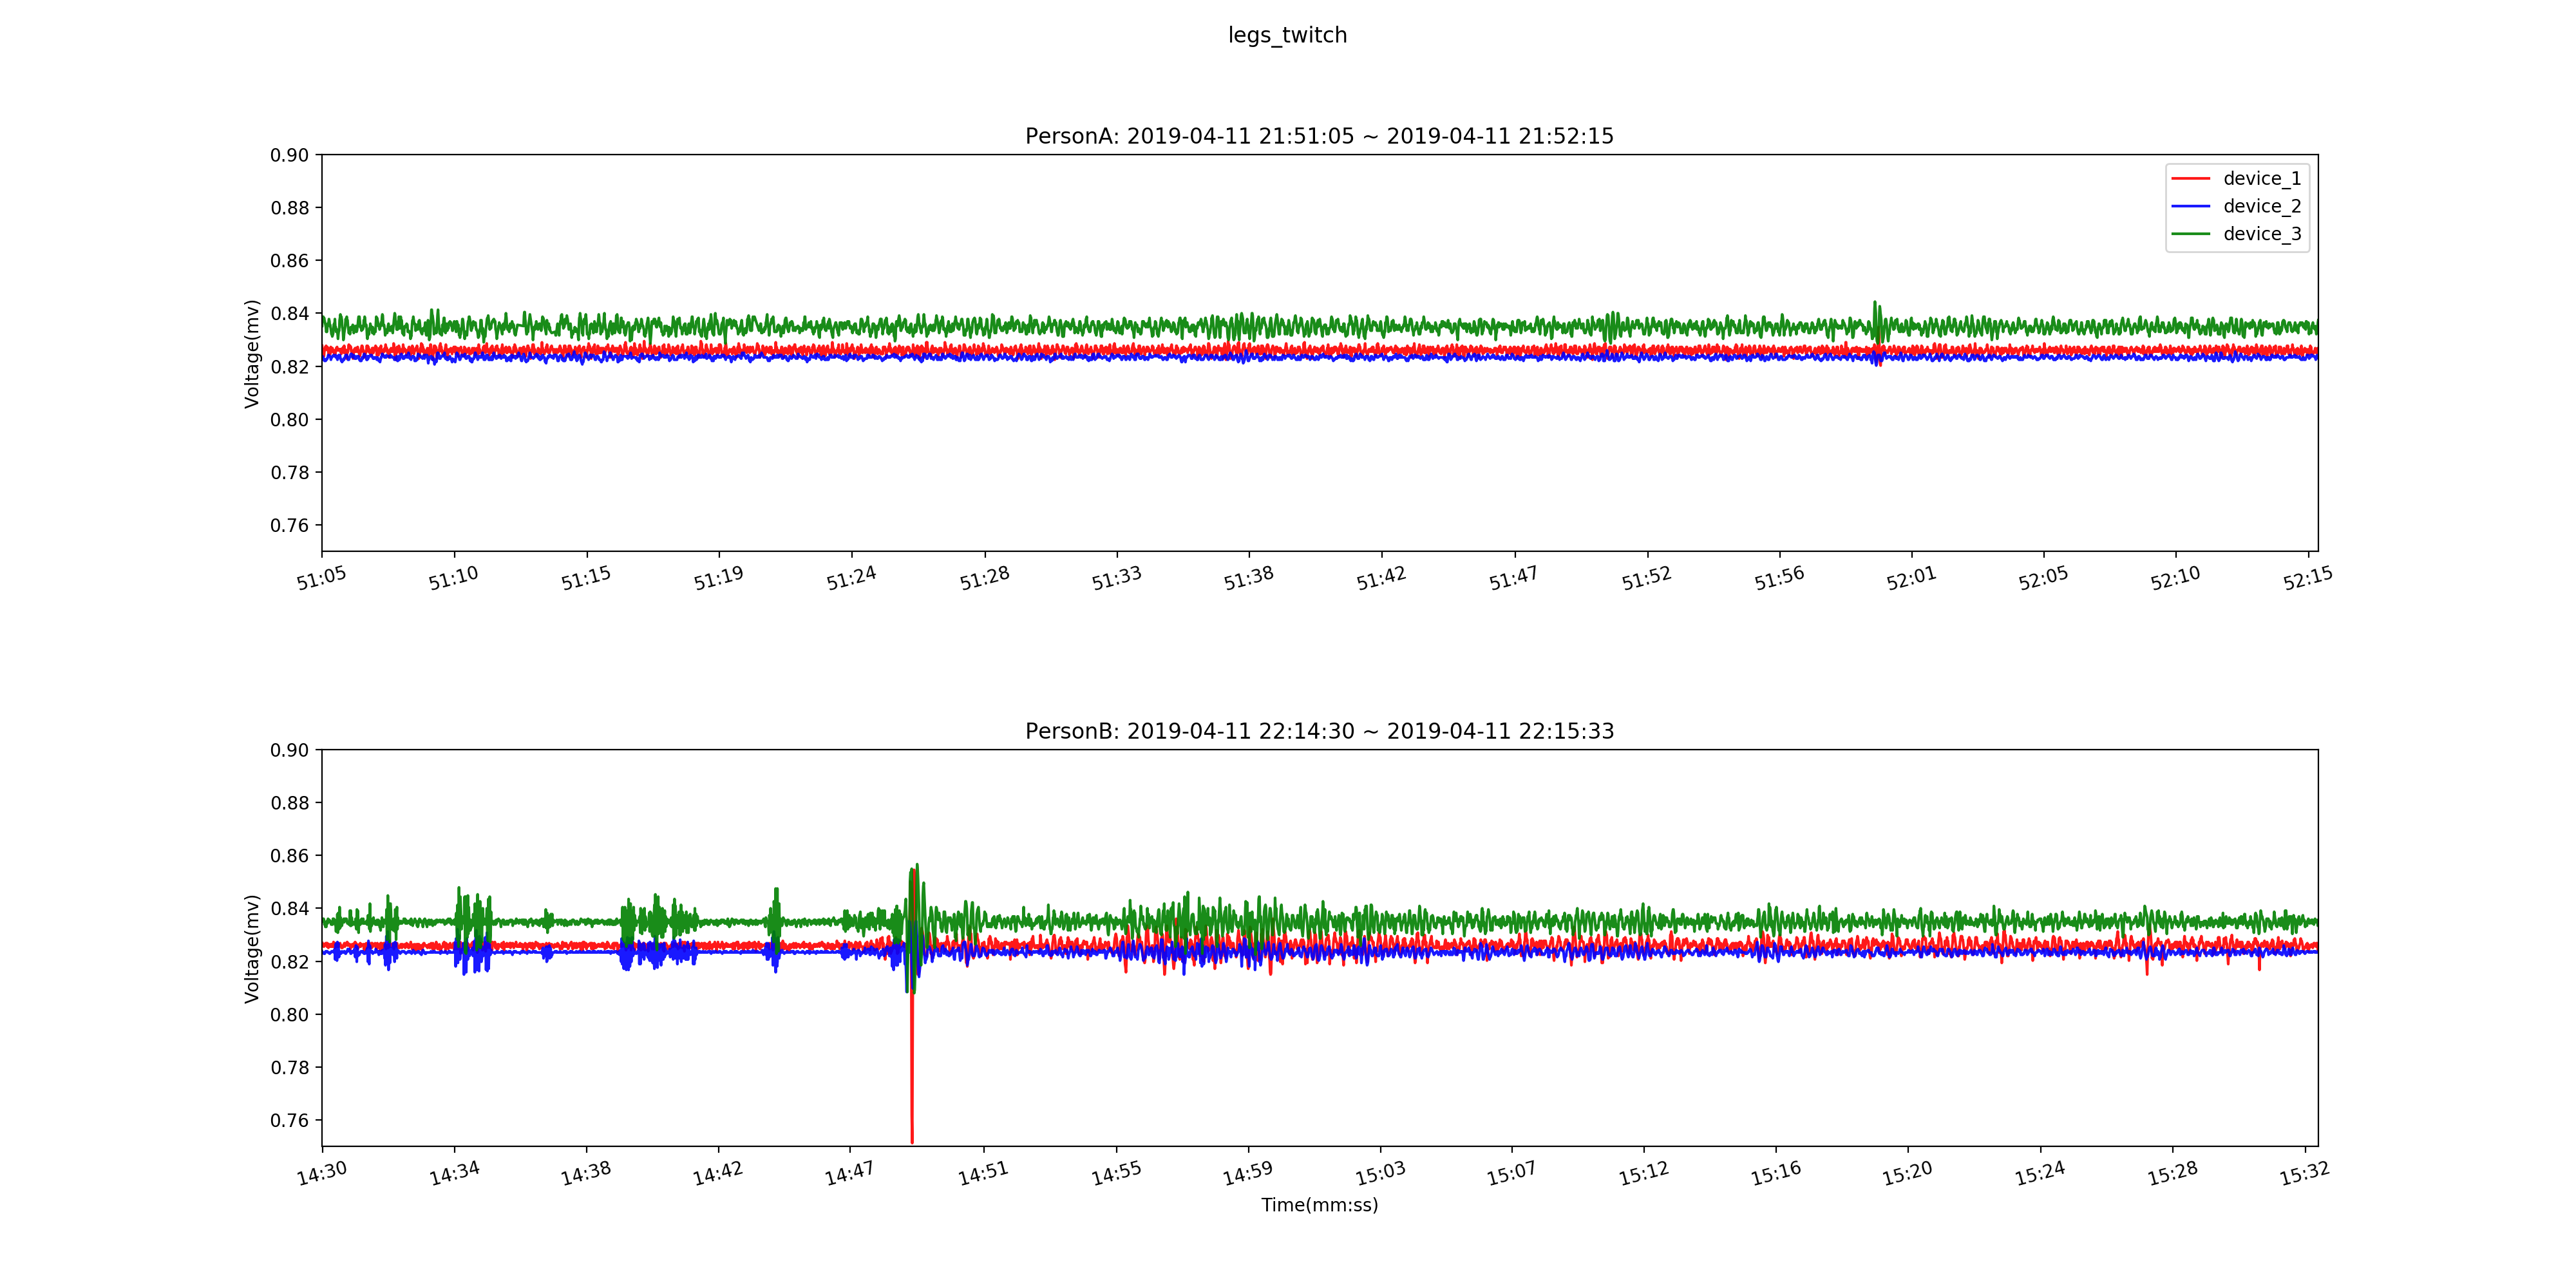 legs_twitch
PersonA: 2019-04-11 21:51:05 ~ 2019-04-11 21:52:15
0.90
0.88
0.86
0.84
0.82
0.80
0.78
0.76
Voltage(mv)
device_1
device_2
device_3
51:05 51:10 51:15 51:19 51:24 51:28 51:33 51:38 51:42 51:47 51:52 51:56 52:01 52:05 52:10 52:15
PersonB: 2019-04-11 22:14:30 ~ 2019-04-11 22:15:33
0.90
0.88
0.86
0.84
0.82
0.80
0.78
0.76
Voltage(mv)
14:30 14:34 14:38 14:42 14:47 14:51 14:55 14:59 15:03 15:07 15:12 15:16 15:20 15:24 15:28 15:32
Time(mm:ss)